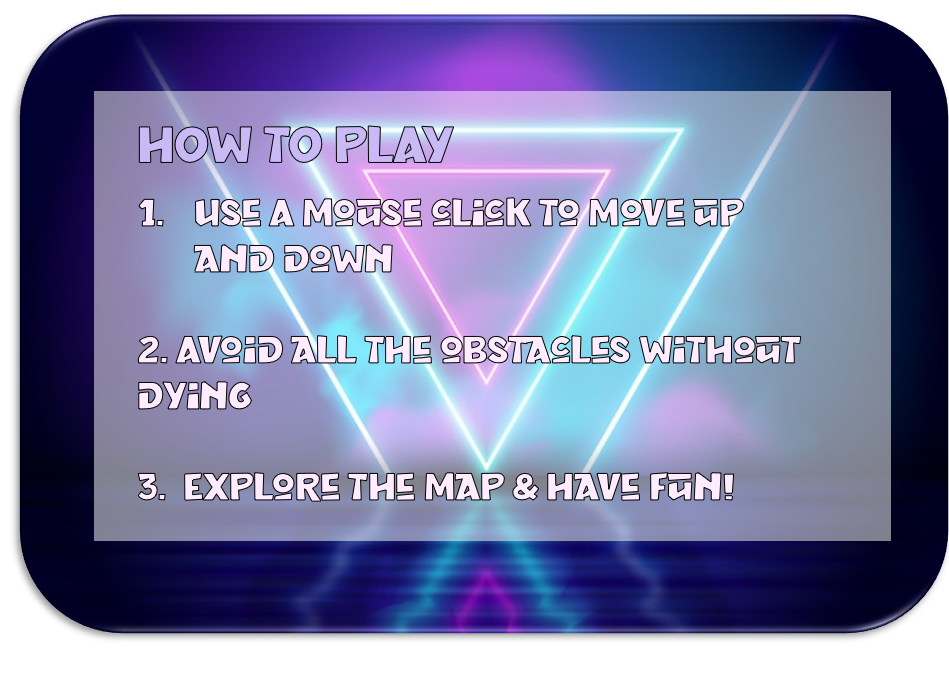 HOW TO PLAY
1. USE A MOUSE CLiCK TO MOVE UP
AND DOWN
2. AVOiD ALL THE OBSTACLES WiTHOUT
DYiNG
3. EXPLORE THE MAP & HAVE FUN!